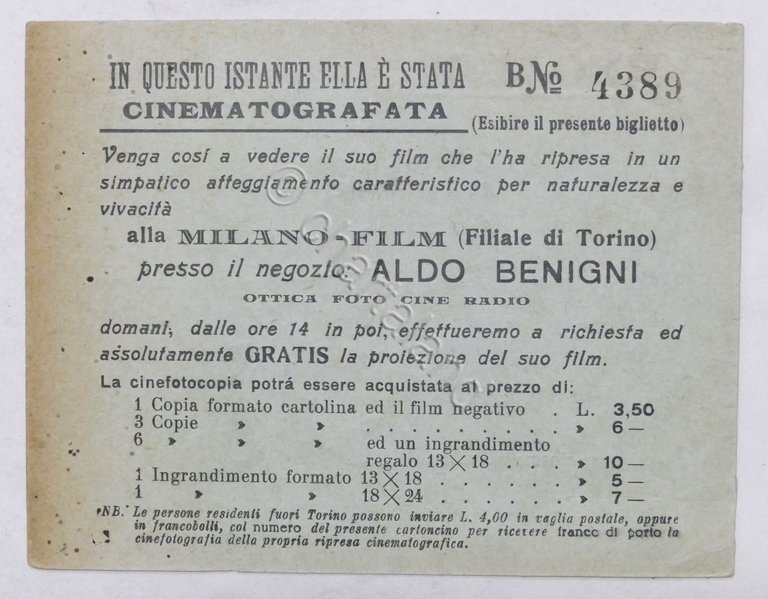 IN QUESTO ISTANTE ELLA È STATA
BNo 4389
CINEMATOGRAFATA
(Esibire il presente biglietto)
Venga cosí a vedere il suo film che l'ha ripresa in un
simpatico atteggiamento caratteristico per naturalezza e
vivacità
alla MILANO-FILM (Filiale di Torino)
presso il negozio: ALDO BENIGNI
OTTICA FOTO CINE RADIO
domani, dalle ore 14 in poi, effettueremo a richiesta ed
assolutamente GRATIS la proiezione del suo film.
La cinefotocopia potrá essere acquistata al prezzo di:
1 Copia formato cartolina ed il film negativo . L. 3,50
3 Copie » » . . . . . . . . . . » 6 —
6 » » » ed un ingrandimento
regalo 13 × 18 . . . » 10 —
1 Ingrandimento formato 13 × 18 . . . . . . » 5 —
1 » » 18 × 24 . . . . . . » 7 —
NB. Le persone residenti fuori Torino possono inviare L. 4,00 in vaglia postale, oppure
in francobolli, col numero del presente cartoncino per ricevere franco di porto la
cinefotografia della propria ripresa cinematografica.